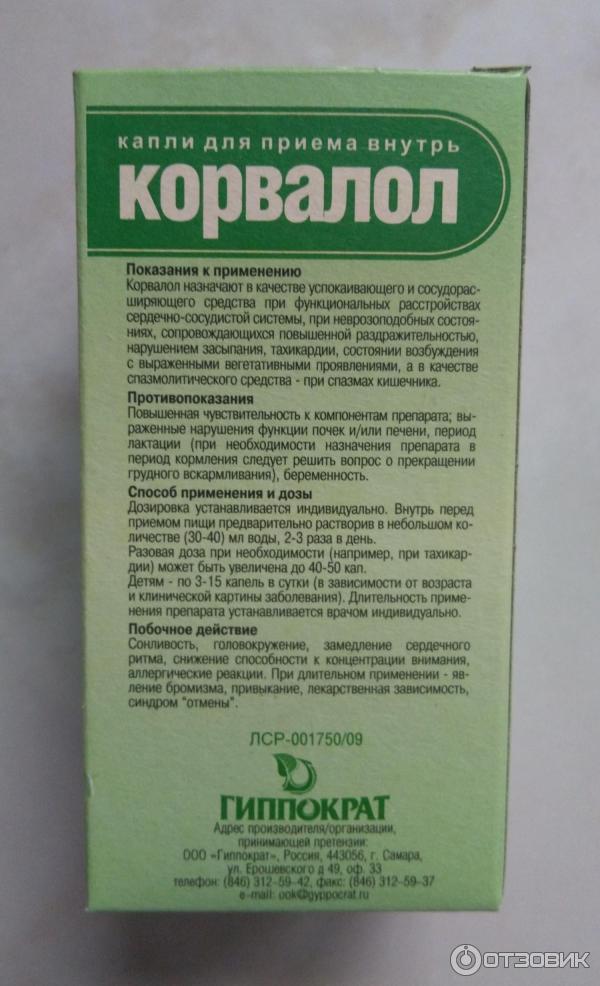 капли для приема внутрь
корвалол
Показания к применению
Корвалол назначают в качестве успокаивающего и сосудорас-
ширяющего средства при функциональных расстройствах
сердечно-сосудистой системы, при неврозоподобных состоя-
ниях, сопровождающихся повышенной раздражительностью,
нарушением засыпания, тахикардии, состоянии возбуждения
с выраженными вегетативными проявлениями, а в качестве
спазмолитического средства - при спазмах кишечника.
Противопоказания
Повышенная чувствительность к компонентам препарата; вы-
раженные нарушения функции почек и/или печени, период
лактации (при необходимости назначения препарата в
период кормления следует решить вопрос о прекращении
грудного вскармливания), беременность.
Способ применения и дозы
Дозировка устанавливается индивидуально. Внутрь перед
приемом пищи предварительно растворив в небольшом ко-
личестве (30-40) мл воды, 2-3 раза в день.
Разовая доза при необходимости (например, при тахикар-
дии) может быть увеличена до 40-50 кап.
Детям - по 3-15 капель в сутки (в зависимости от возраста
и клинической картины заболевания). Длительность приме-
нения препарата устанавливается врачом индивидуально.
Побочное действие
Сонливость, головокружение, замедление сердечного
ритма, снижение способности к концентрации внимания,
аллергические реакции. При длительном применении - яв-
ление бромизма, привыкание, лекарственная зависимость,
синдром "отмены".
ЛСР-001750/09
ГИППОКРАТ
Адрес производителя/организации,
принимающей претензии:
ООО «Гиппократ», Россия, 443056, г. Самара,
ул. Ерошевского д 49, оф. 33
телефон: (846) 312-59-42, факс: (846) 312-59-37
e-mail: ook@gyppocrat.ru
ОТЗОВИК